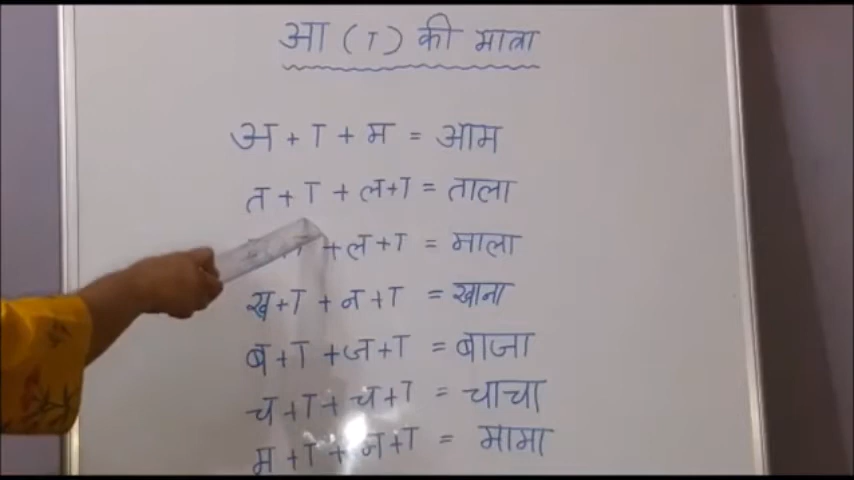 आ (ा) की मात्रा
अ + ा + म = आम
त + ा + ल + ा = ताला
+ ल + ा = माला
ख + ा + न + ा = खाना
ब + ा + ज + ा = बाजा
च + ा + च + ा = चाचा
म + ा + + ा = मामा